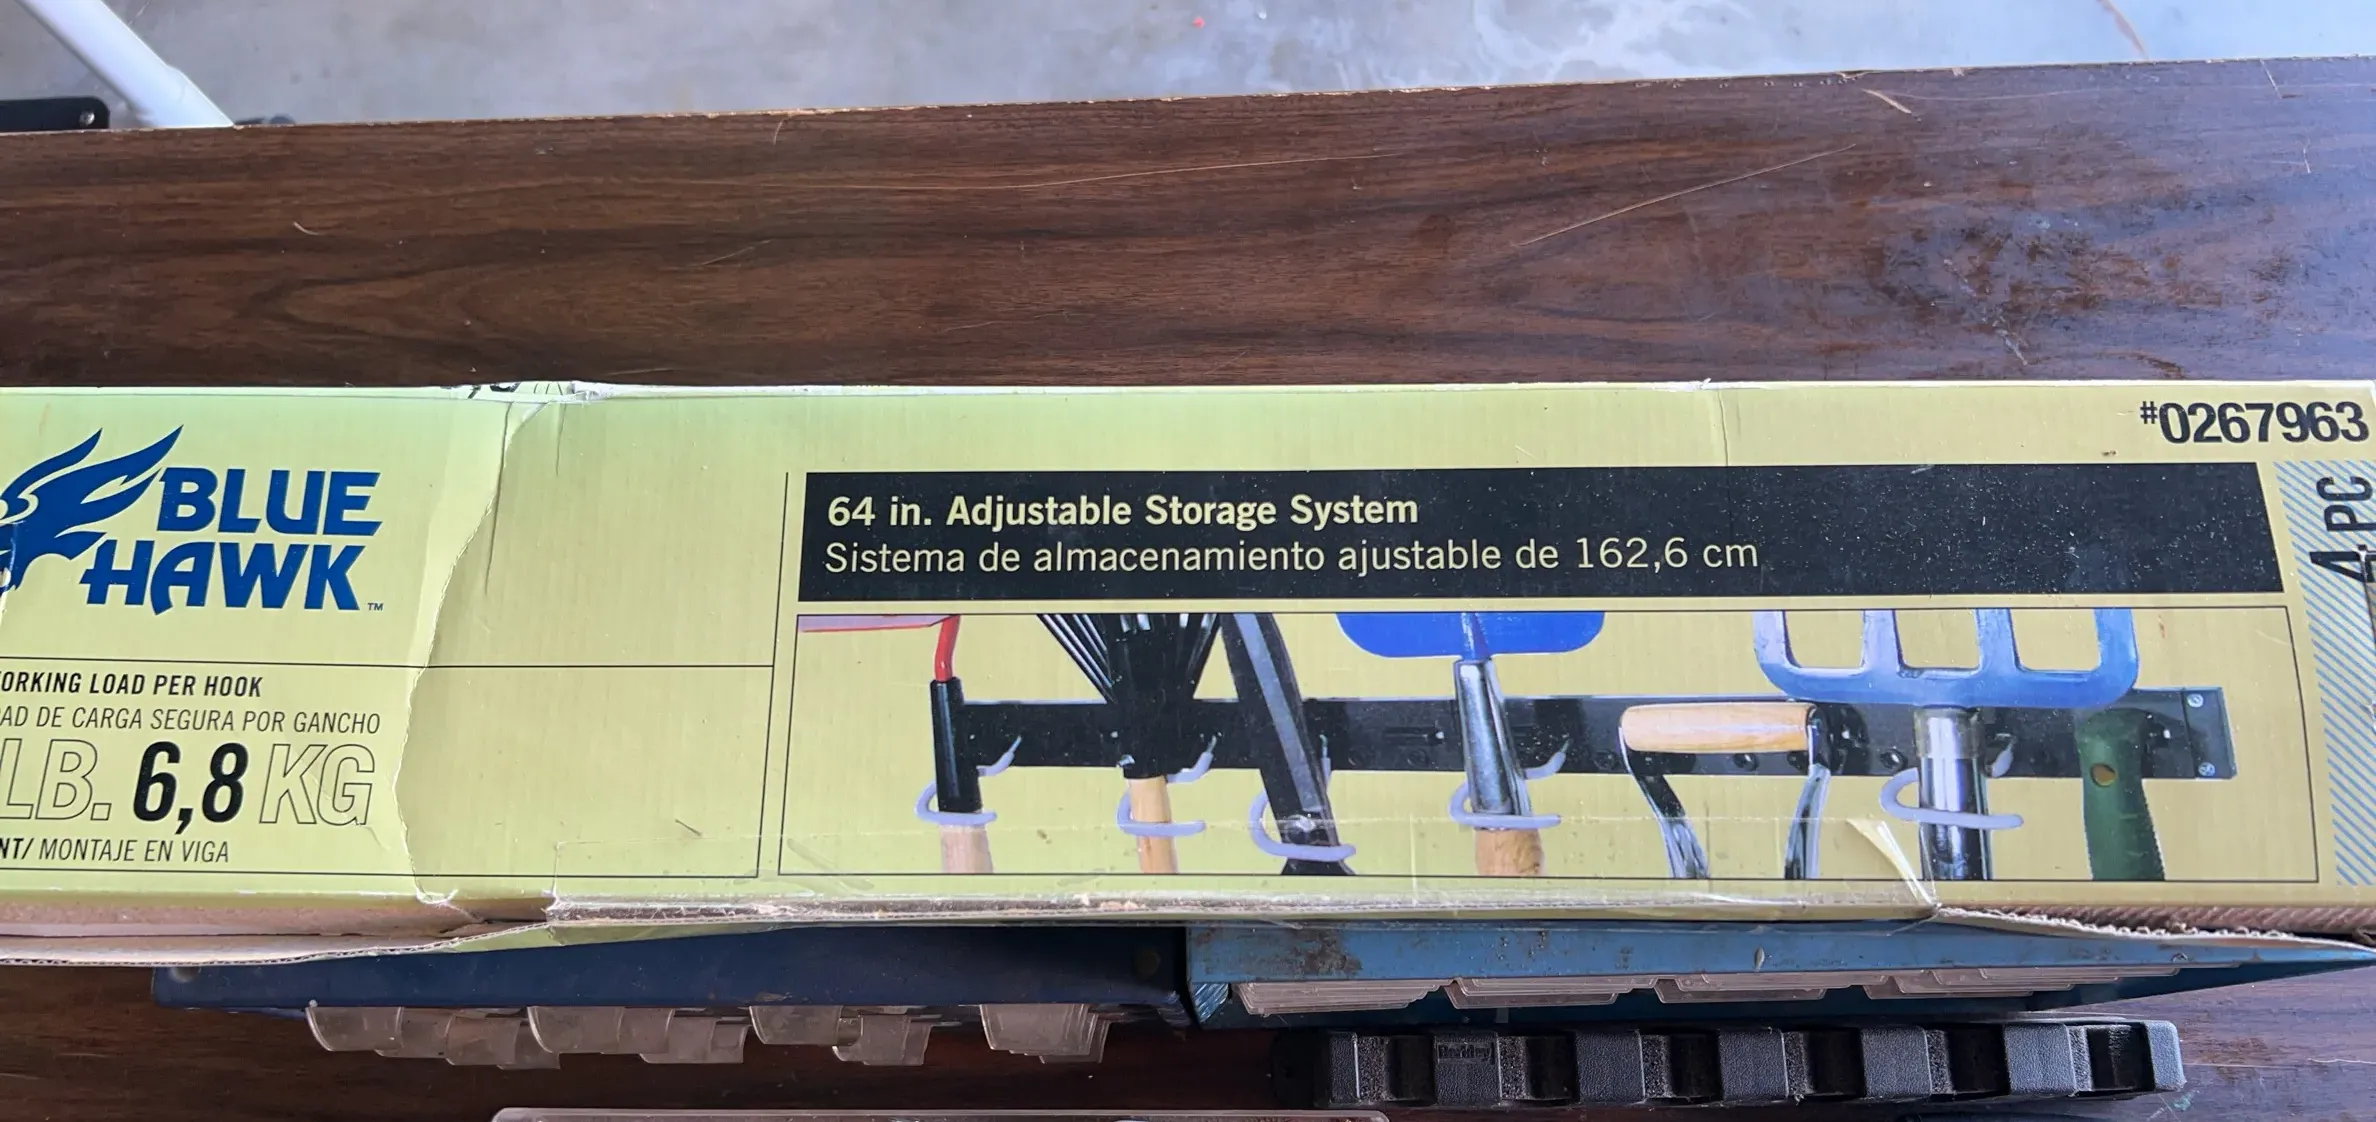 BLUE
HAWK™
ORKING LOAD PER HOOK
AD DE CARGA SEGURA POR GANCHO
LB. 6,8 KG
NT/ MONTAJE EN VIGA
#0267963
64 in. Adjustable Storage System
Sistema de almacenamiento ajustable de 162,6 cm
4 PC